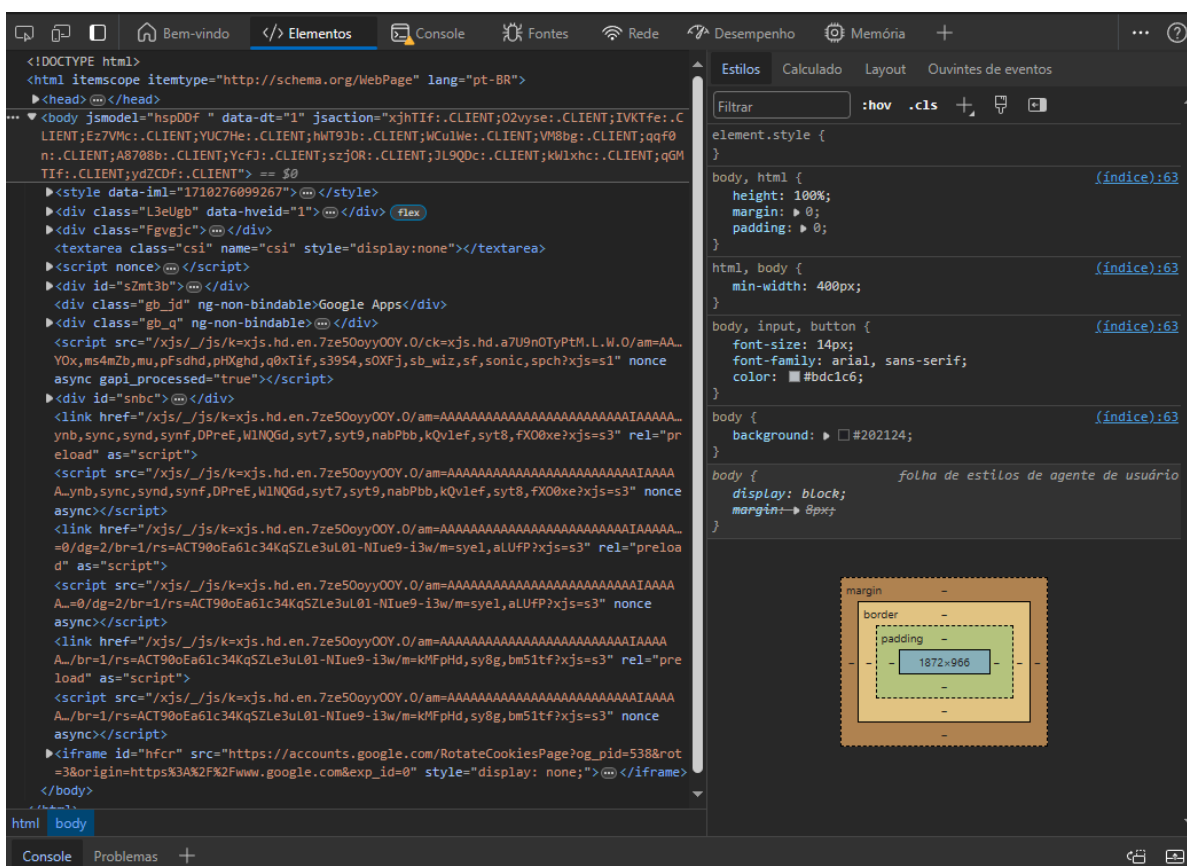 Bem-vindo
</> Elementos
Console
Fontes
Rede
Desempenho
Memória
<!DOCTYPE html>
<html itemscope itemtype="http://schema.org/WebPage" lang="pt-BR">
▶<head>…</head>
… ▼<body jsmodel="hspDDf " data-dt="1" jsaction="xjhTIf:.CLIENT;O2vyse:.CLIENT;IVKTfe:.C
LIENT;Ez7VMc:.CLIENT;YUC7He:.CLIENT;hWT9Jb:.CLIENT;WCulWe:.CLIENT;VM8bg:.CLIENT;qqf0
n:.CLIENT;A8708b:.CLIENT;YcfJ:.CLIENT;szjOR:.CLIENT;JL9QDc:.CLIENT;kWlxhc:.CLIENT;qGM
TIf:.CLIENT;ydZCDf:.CLIENT"> == $0
▶<style data-iml="1710276099267">…</style>
▶<div class="L3eUgb" data-hveid="1">…</div> flex
▶<div class="Fgvgjc">…</div>
<textarea class="csi" name="csi" style="display:none"></textarea>
▶<script nonce>…</script>
▶<div id="sZmt3b">…</div>
<div class="gb_jd" ng-non-bindable>Google Apps</div>
▶<div class="gb_q" ng-non-bindable>…</div>
<script src="/xjs/_/js/k=xjs.hd.en.7ze5OoyyOOY.O/ck=xjs.hd.a7U9nOTyPtM.L.W.O/am=AA…
YOx,ms4mZb,mu,pFsdhd,pHXghd,q0xTif,s39S4,sOXFj,sb_wiz,sf,sonic,spch?xjs=s1" nonce
async gapi_processed="true"></script>
▶<div id="snbc">…</div>
<link href="/xjs/_/js/k=xjs.hd.en.7ze5OoyyOOY.O/am=AAAAAAAAAAAAAAAAAAAAAAAAAAIAAAAA…
ynb,sync,synd,synf,DPreE,WlNQGd,syt7,syt9,nabPbb,kQvlef,syt8,fXO0xe?xjs=s3" rel="pr
eload" as="script">
<script src="/xjs/_/js/k=xjs.hd.en.7ze5OoyyOOY.O/am=AAAAAAAAAAAAAAAAAAAAAAAAAAIAAAA
A…ynb,sync,synd,synf,DPreE,WlNQGd,syt7,syt9,nabPbb,kQvlef,syt8,fXO0xe?xjs=s3" nonce
async></script>
<link href="/xjs/_/js/k=xjs.hd.en.7ze5OoyyOOY.O/am=AAAAAAAAAAAAAAAAAAAAAAAAAAIAAAAA…
=0/dg=2/br=1/rs=ACT90oEa6lc34KqSZLe3uL0l-NIue9-i3w/m=syel,aLUfP?xjs=s3" rel="preloa
d" as="script">
<script src="/xjs/_/js/k=xjs.hd.en.7ze5OoyyOOY.O/am=AAAAAAAAAAAAAAAAAAAAAAAAAAIAAAA
A…=0/dg=2/br=1/rs=ACT90oEa6lc34KqSZLe3uL0l-NIue9-i3w/m=syel,aLUfP?xjs=s3" nonce
async></script>
<link href="/xjs/_/js/k=xjs.hd.en.7ze5OoyyOOY.O/am=AAAAAAAAAAAAAAAAAAAAAAAAAAIAAAA
A…/br=1/rs=ACT90oEa6lc34KqSZLe3uL0l-NIue9-i3w/m=kMFpHd,sy8g,bm51tf?xjs=s3" rel="pre
load" as="script">
<script src="/xjs/_/js/k=xjs.hd.en.7ze5OoyyOOY.O/am=AAAAAAAAAAAAAAAAAAAAAAAAAAIAAAA
A…/br=1/rs=ACT90oEa6lc34KqSZLe3uL0l-NIue9-i3w/m=kMFpHd,sy8g,bm51tf?xjs=s3" nonce
async></script>
▶<iframe id="hfcr" src="https://accounts.google.com/RotateCookiesPage?og_pid=538&rot
=3&origin=https%3A%2F%2Fwww.google.com&exp_id=0" style="display: none;">…</iframe>
</body>
</html>
html body
Console Problemas
Estilos Calculado Layout Ouvintes de eventos
Filtrar :hov .cls
element.style {
}
body, html { (índice):63
height: 100%;
margin: ▶ 0;
padding: ▶ 0;
}
html, body { (índice):63
min-width: 400px;
}
body, input, button { (índice):63
font-size: 14px;
font-family: arial, sans-serif;
color: #bdc1c6;
}
body { (índice):63
background: ▶ #202124;
}
body { folha de estilos de agente de usuário
display: block;
margin: ▶ 8px;
}
margin –
border –
padding –
– – – 1872×966 – – –
–
–
–